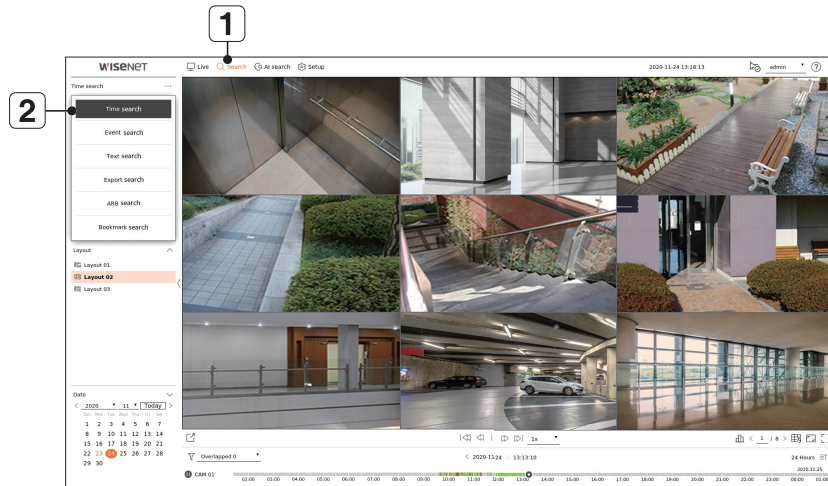 1
WISENET
Live
Search
AI search
Setup
2020-11-24 13:18:13
admin
?
2
Time search
...
Time search
Event search
Text search
Export search
ARB search
Bookmark search
Layout
Layout 01
Layout 02
Layout 03
Date
< 2020 11 Today >
Sun Mon Tue Wed Thu Fri Sat
1 2 3 4 5 6 7
8 9 10 11 12 13 14
15 16 17 18 19 20 21
22 23 24 25 26 27 28
29 30
1x
< 1 / 8 >
Overlapped 0
< 2020-11-24 > 13:13:10
24 Hours
CAM 01
2020.11.25
02:00 03:00 04:00 05:00 06:00 07:00 08:00 09:00 10:00 11:00 12:00 13:00 14:00 15:00 16:00 17:00 18:00 19:00 20:00 21:00 22:00 23:00 00:00 01:00